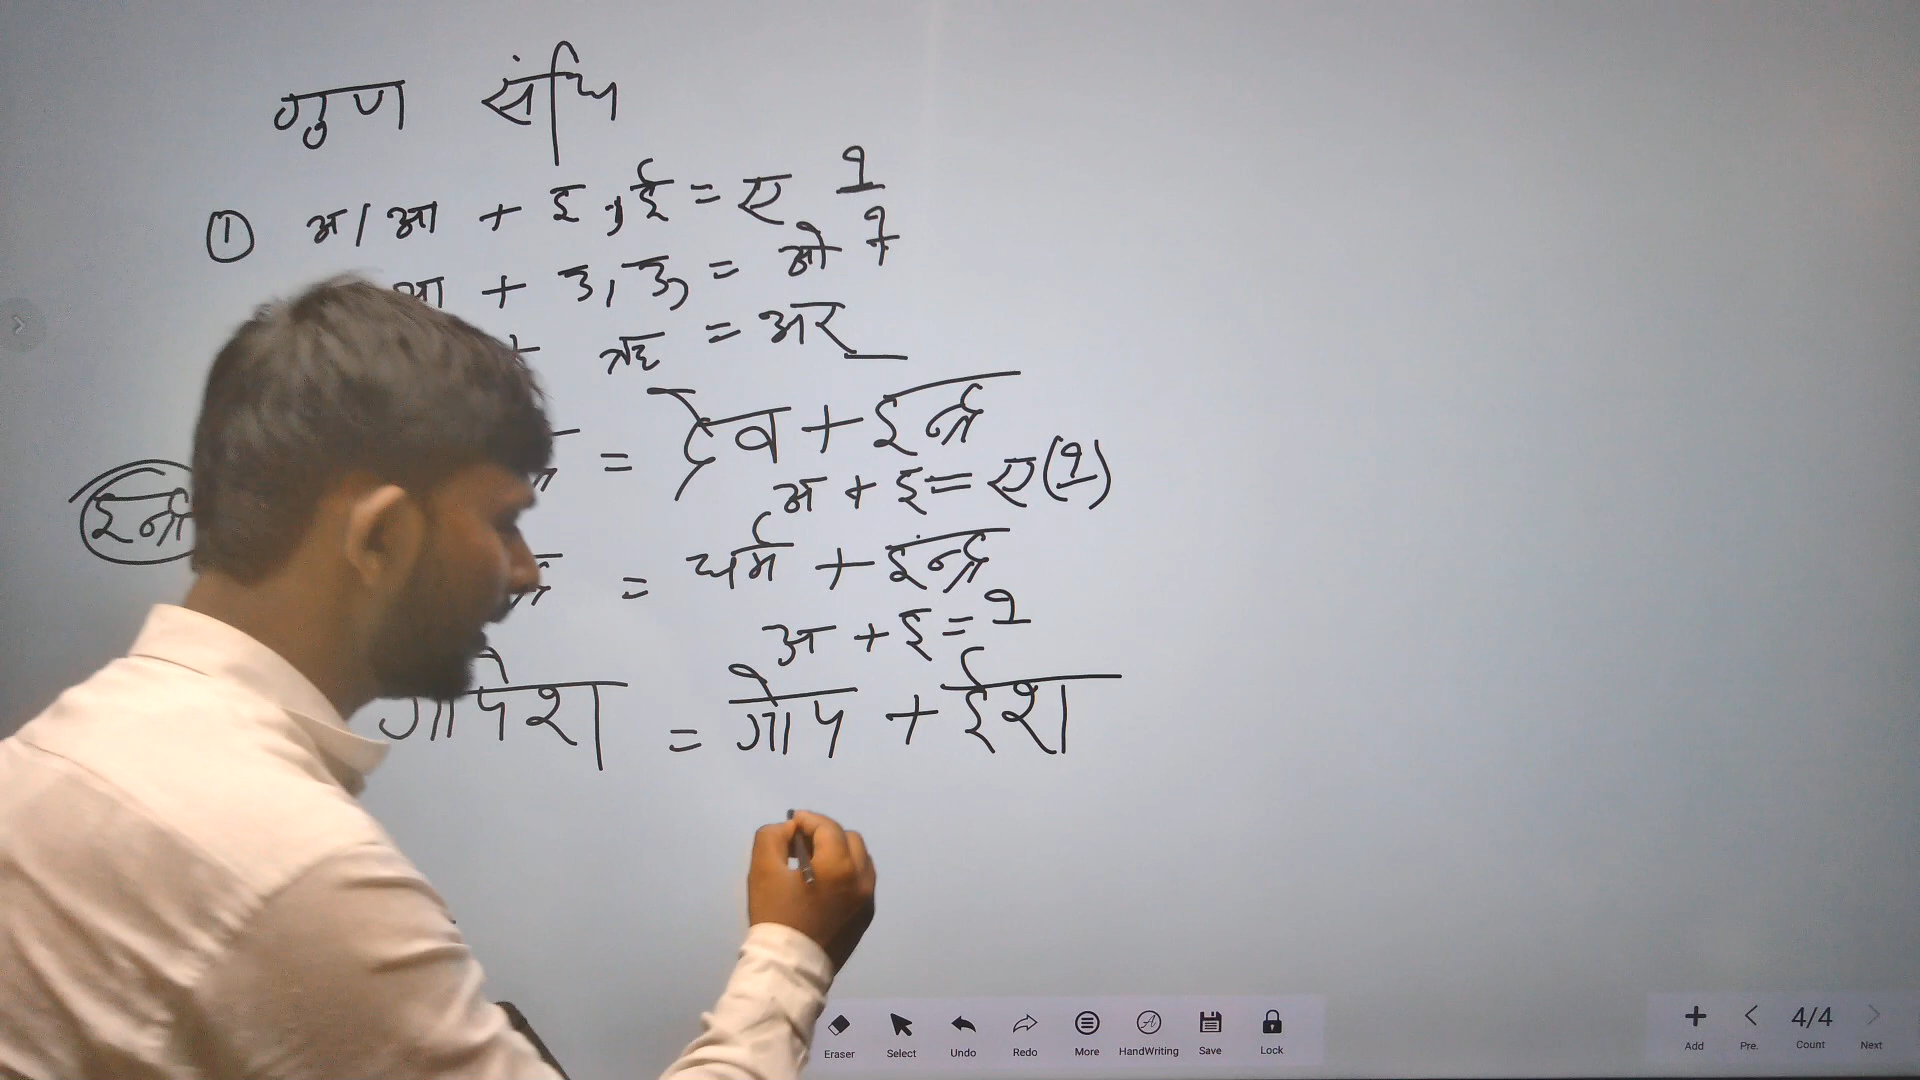 गुण संधि
① अ/आ + इ,ई = ए े
आ + उ,ऊ = ओ ो
+ ऋ = अर
= देव + इन्द्र
अ + इ = ए(े)
इन्द्र
= धर्म + इंन्द्र
अ + इ = े
गोपेश = गोप + ईश
Eraser Select Undo Redo More HandWriting Save Lock
4/4
Add Pre. Count Next